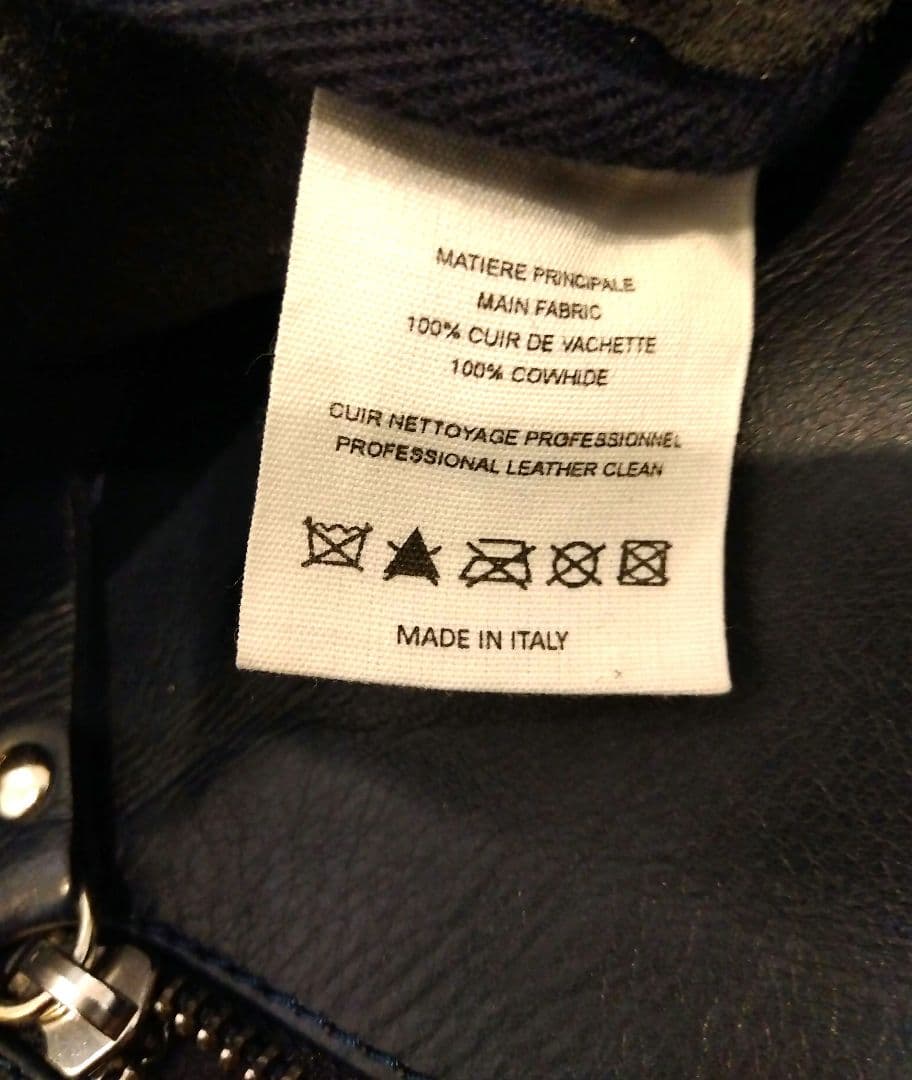 MATIERE PRINCIPALE
MAIN FABRIC
100% CUIR DE VACHETTE
100% COWHIDE
CUIR NETTOYAGE PROFESSIONNEL
PROFESSIONAL LEATHER CLEAN
MADE IN ITALY